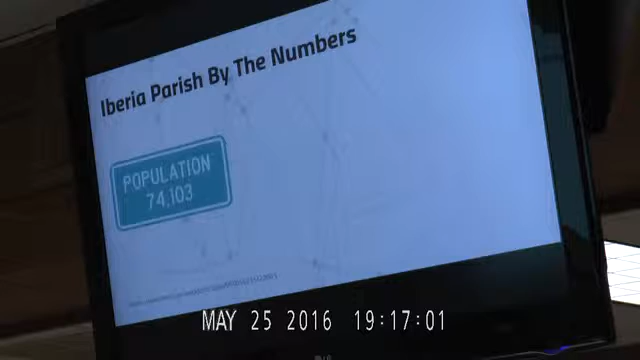 Iberia Parish By The Numbers
POPULATION
74,103
MAY 25 2016 19:17:01